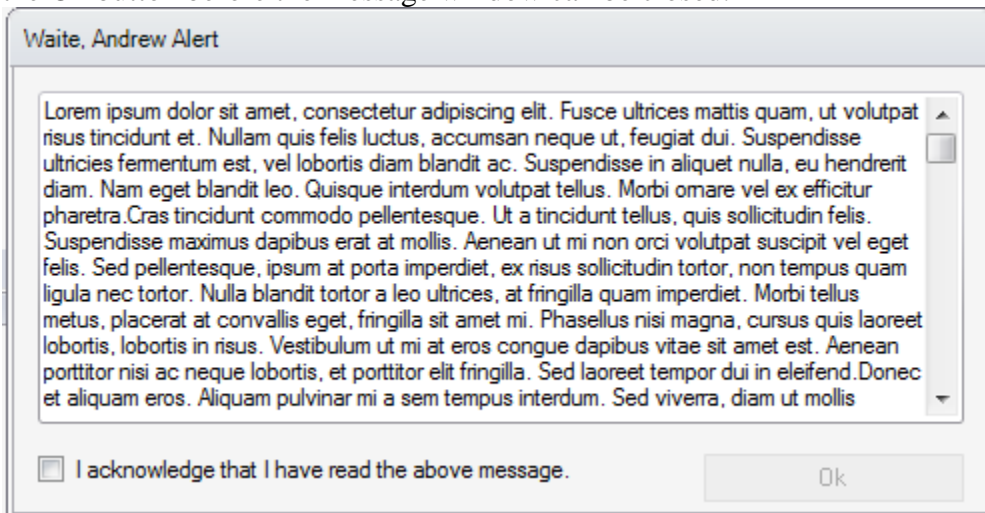 Waite, Andrew Alert
Lorem ipsum dolor sit amet, consectetur adipiscing elit. Fusce ultrices mattis quam, ut volutpat
risus tincidunt et. Nullam quis felis luctus, accumsan neque ut, feugiat dui. Suspendisse
ultricies fermentum est, vel lobortis diam blandit ac. Suspendisse in aliquet nulla, eu hendrerit
diam. Nam eget blandit leo. Quisque interdum volutpat tellus. Morbi ornare vel ex efficitur
pharetra.Cras tincidunt commodo pellentesque. Ut a tincidunt tellus, quis sollicitudin felis.
Suspendisse maximus dapibus erat at mollis. Aenean ut mi non orci volutpat suscipit vel eget
felis. Sed pellentesque, ipsum at porta imperdiet, ex risus sollicitudin tortor, non tempus quam
ligula nec tortor. Nulla blandit tortor a leo ultrices, at fringilla quam imperdiet. Morbi tellus
metus, placerat at convallis eget, fringilla sit amet mi. Phasellus nisi magna, cursus quis laoreet
lobortis, lobortis in risus. Vestibulum ut mi at eros congue dapibus vitae sit amet est. Aenean
porttitor nisi ac neque lobortis, et porttitor elit fringilla. Sed laoreet tempor dui in eleifend.Donec
et aliquam eros. Aliquam pulvinar mi a sem tempus interdum. Sed viverra, diam ut mollis
I acknowledge that I have read the above message.
Ok